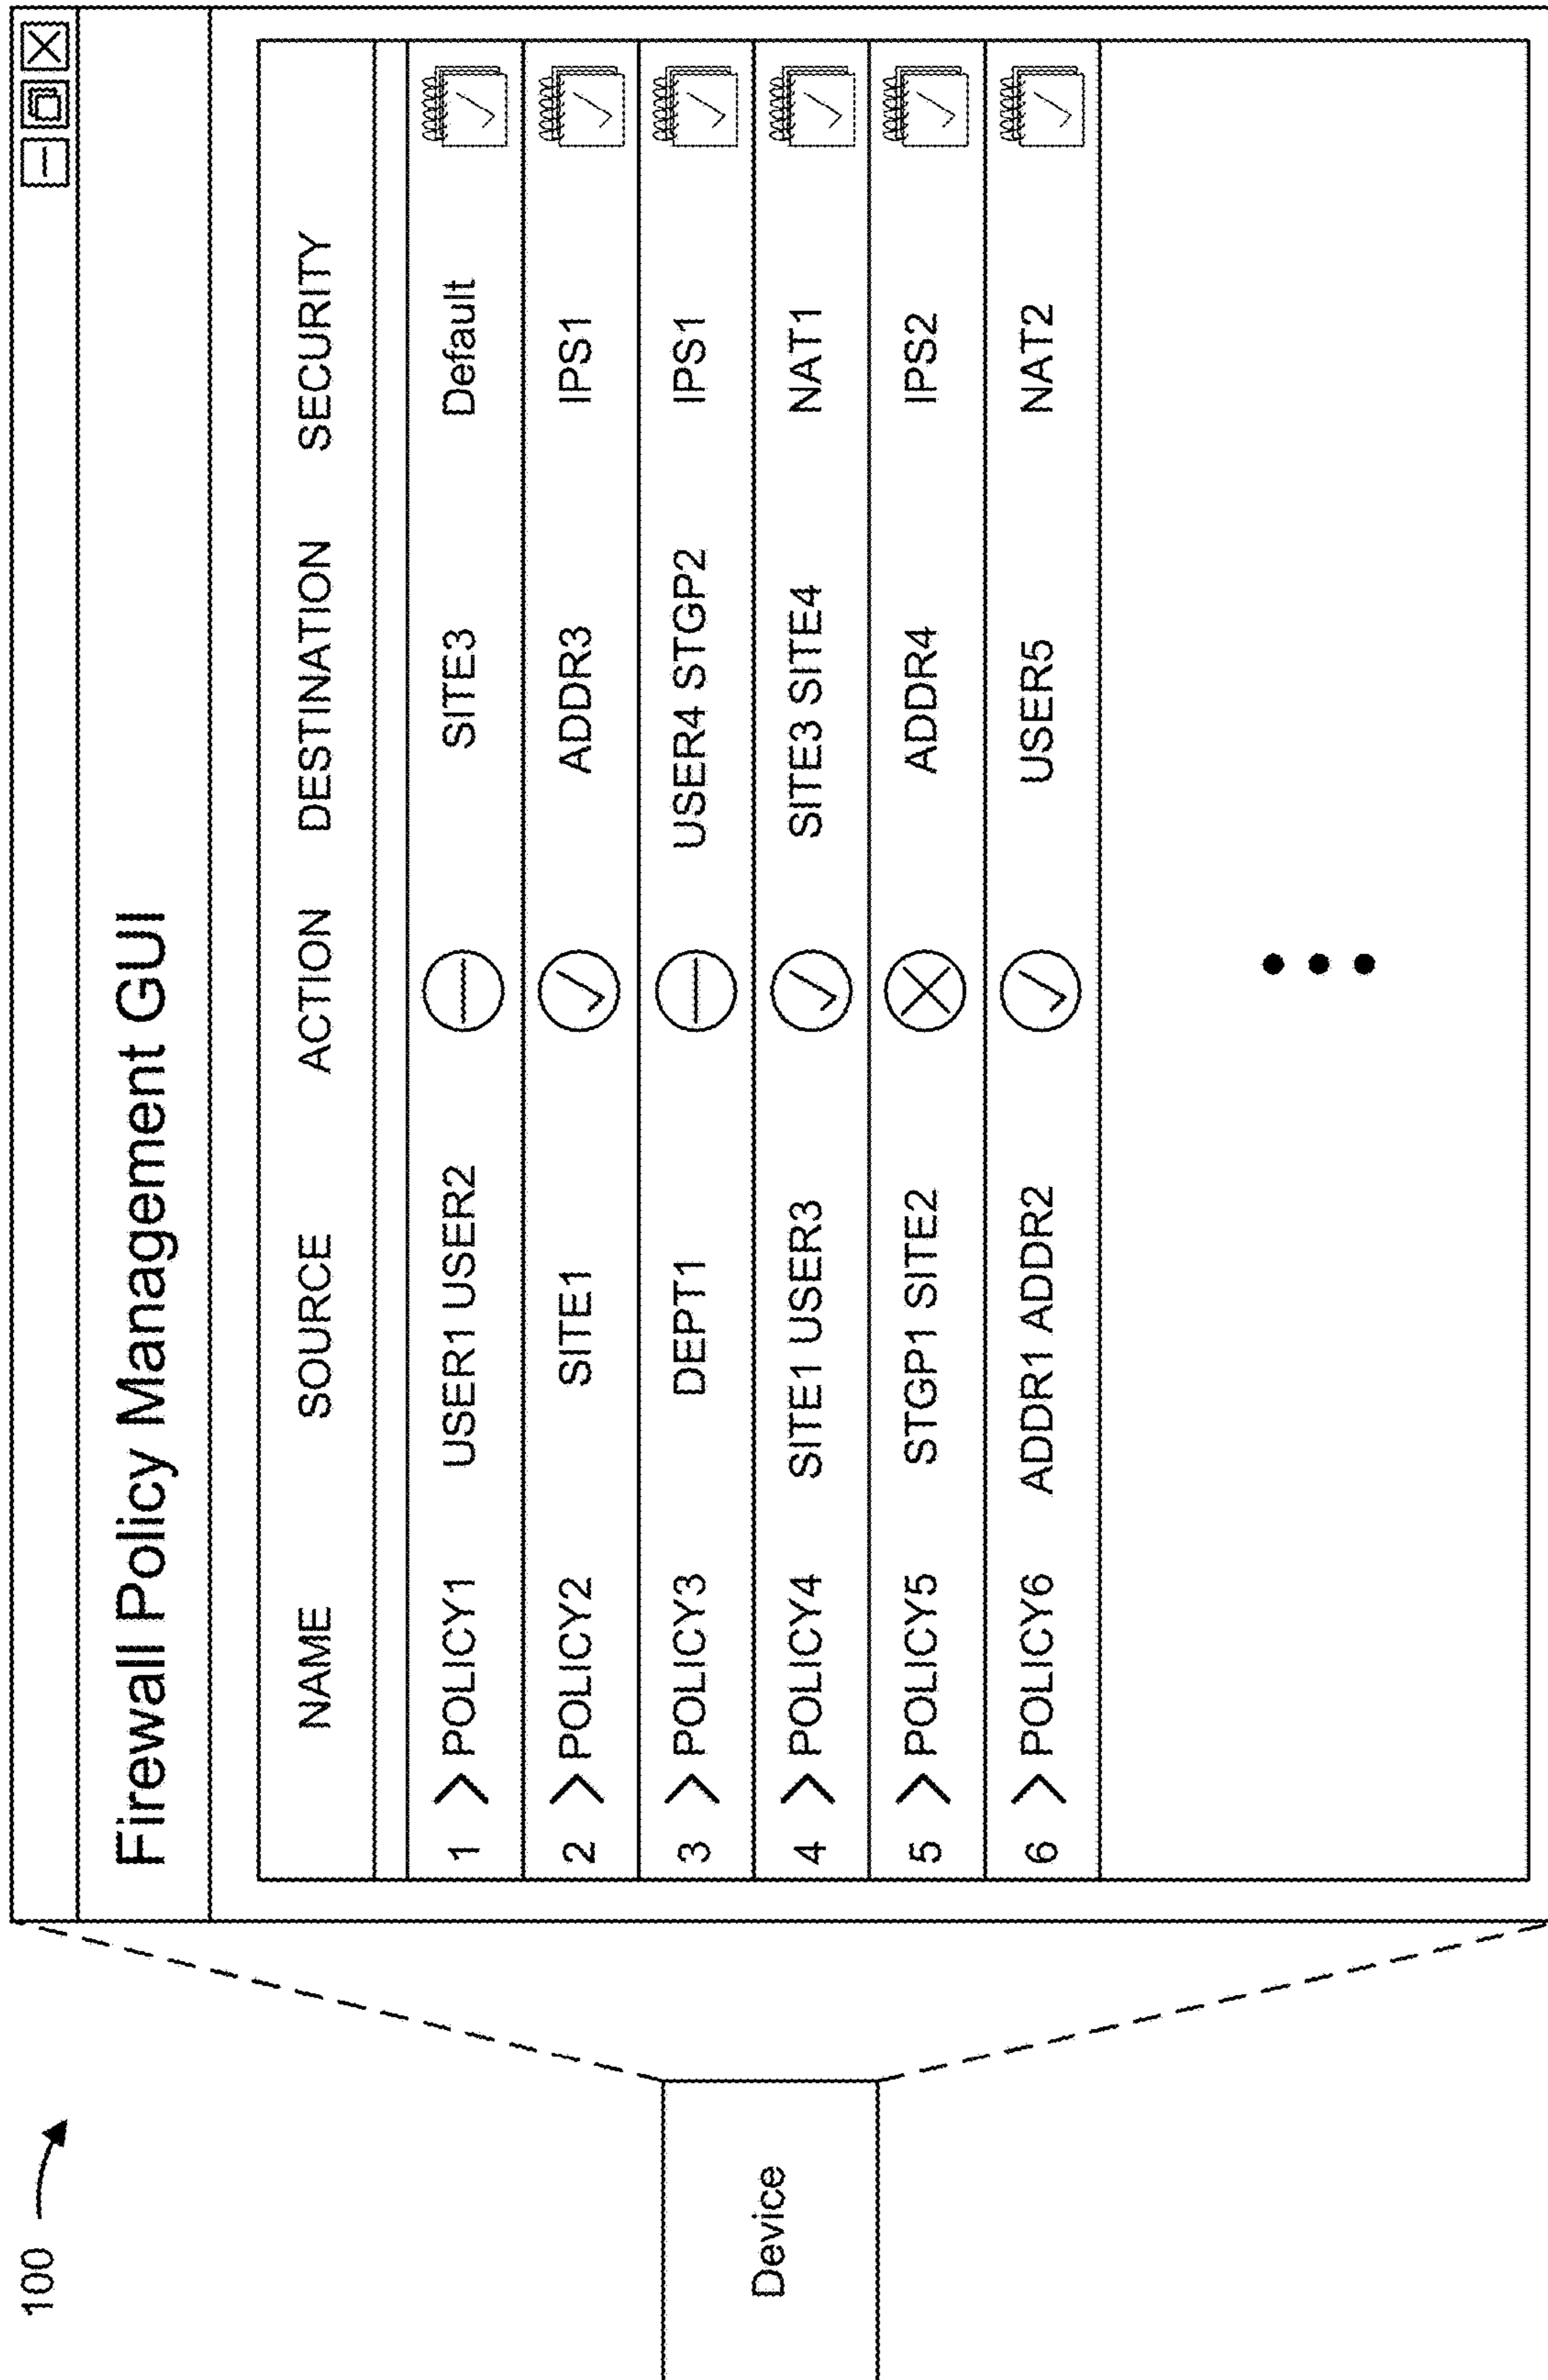 100
Device
Firewall Policy Management GUI
NAME SOURCE ACTION DESTINATION SECURITY
1 POLICY1 USER1 USER2 SITE3 Default
2 POLICY2 SITE1 ADDR3 IPS1
3 POLICY3 DEPT1 USER4 STGP2 IPS1
4 POLICY4 SITE1 USER3 SITE3 SITE4 NAT1
5 POLICY5 STGP1 SITE2 ADDR4 IPS2
6 POLICY6 ADDR1 ADDR2 USER5 NAT2